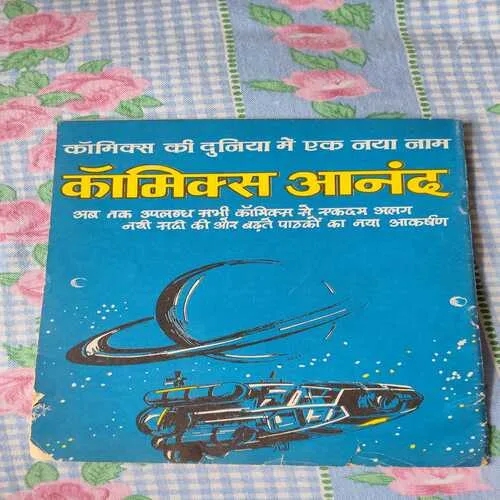 कॉमिक्स की दुनिया में एक नया नाम
कॉमिक्स आनंद
अब तक उपलब्ध सभी कॉमिक्स से एकदम अलग
नयी सदी की ओर बढ़ते पाठकों का नया आकर्षण